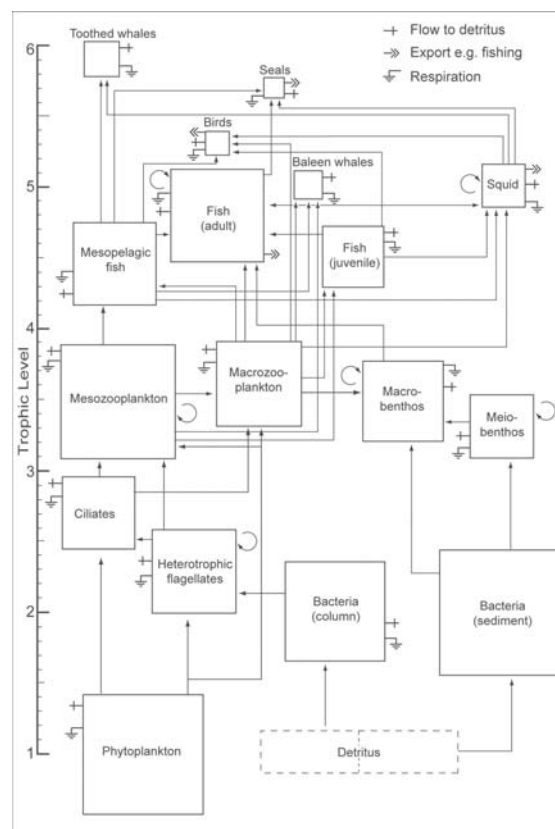 Toothed whales
Flow to detritus
Export e.g. fishing
Respiration
Seals
6
Birds
Baleen whales
Squid
5
Fish
(adult)
Mesopelagic
fish
Fish
(juvenile)
4
Trophic Level
Mesozooplankton
Macrozoo-
plankton
Macro-
benthos
Meio-
benthos
3
Ciliates
Heterotrophic
flagellates
Bacteria
(column)
Bacteria
(sediment)
2
Phytoplankton
Detritus
1